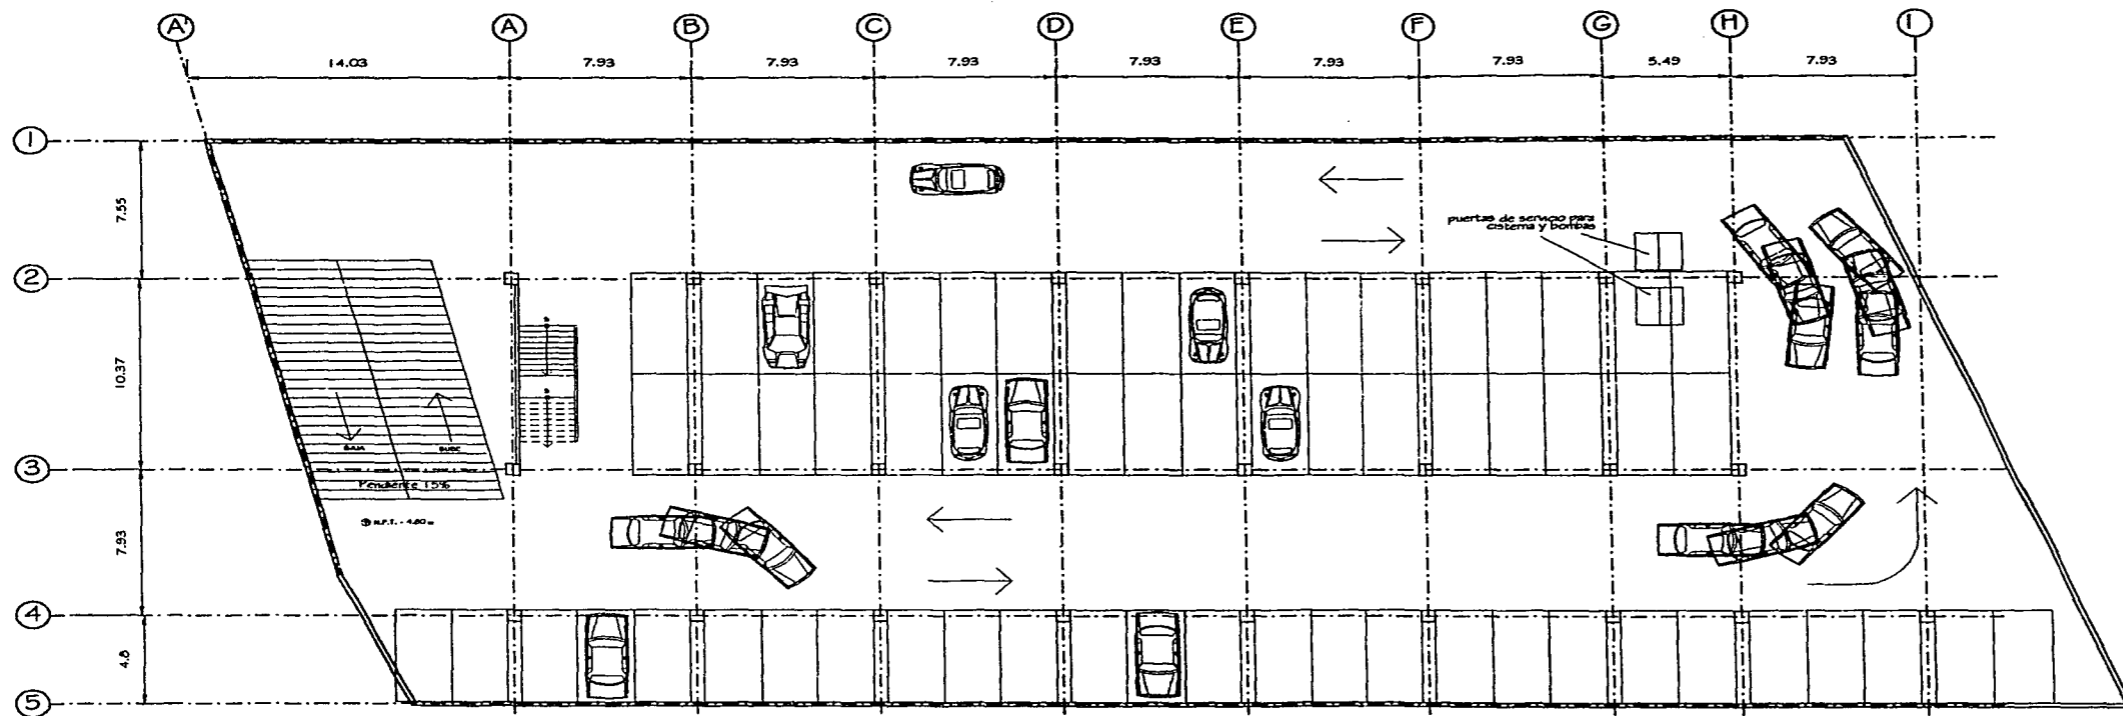 A' A B C D E F G H I
14.03 7.93 7.93 7.93 7.93 7.93 7.93 5.49 7.93
1
7.55
puertas de servicio para
cisterna y bombas
2
10.37
BAJA SUBE
3
Pendiente 15%
N.P.T. - 4.80 m
7.93
4
4.8
5